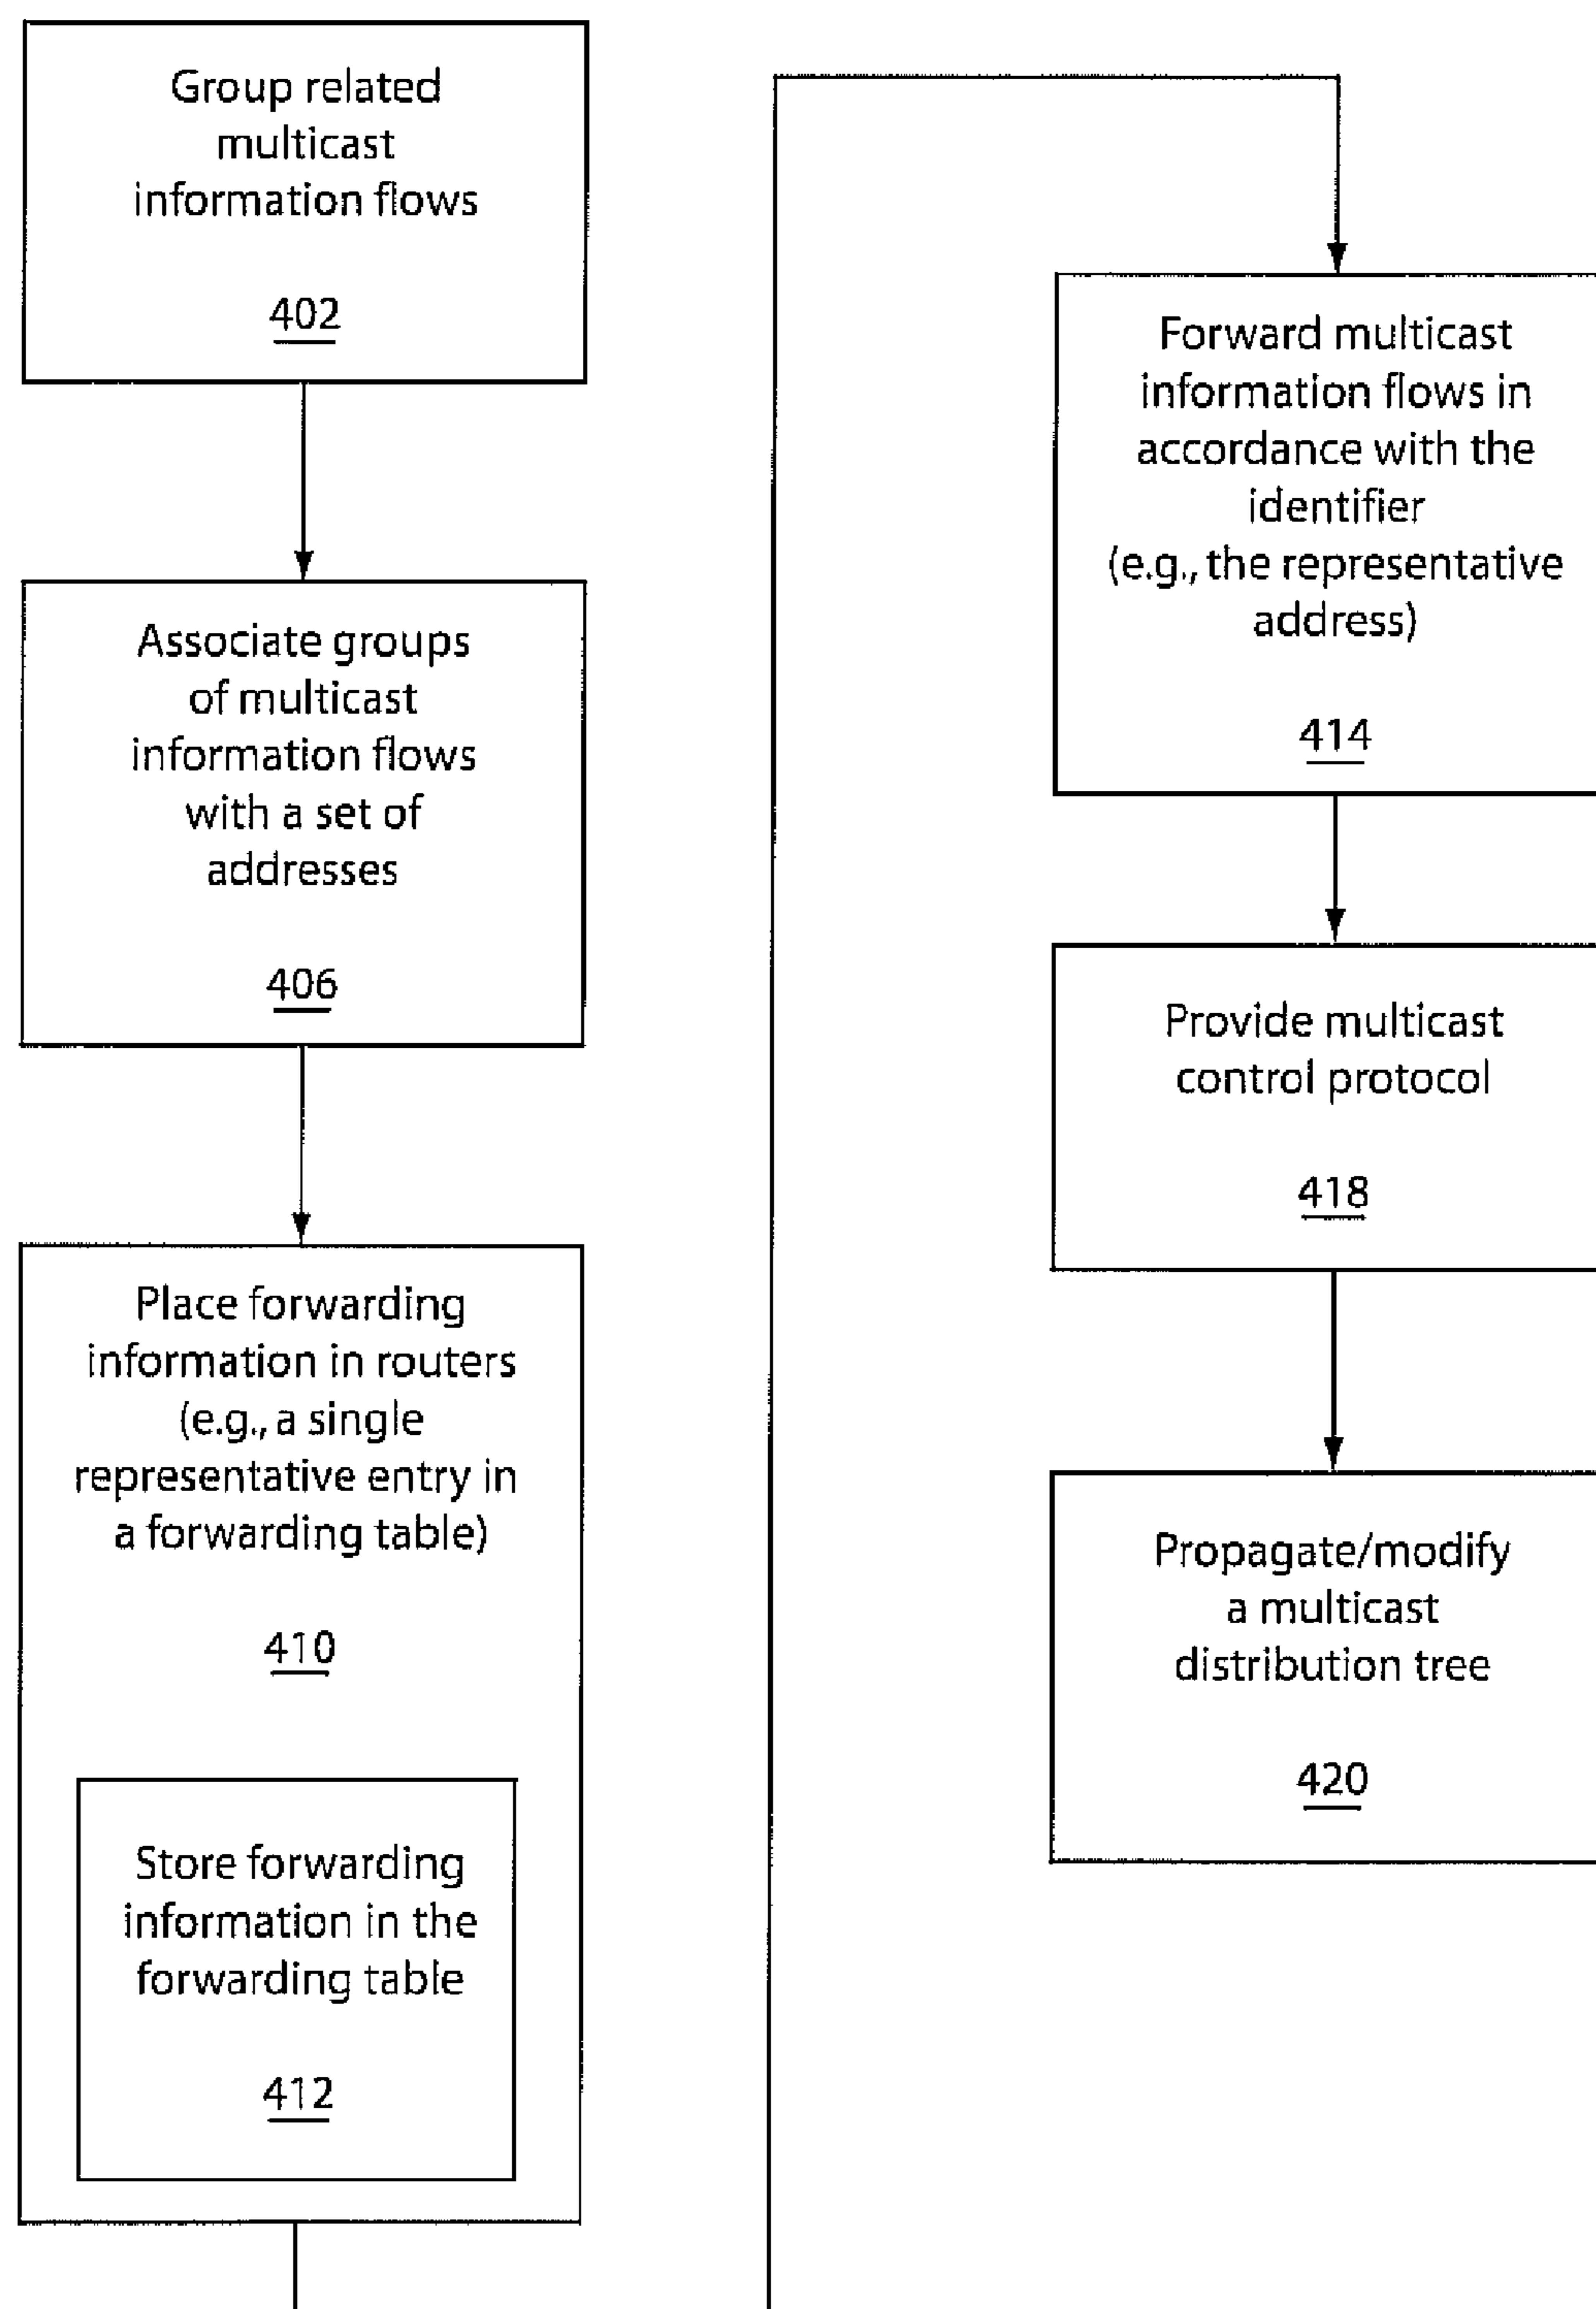 Group related
multicast
information flows
402
Associate groups
of multicast
information flows
with a set of
addresses
406
Place forwarding
information in routers
(e.g., a single
representative entry in
a forwarding table)
410
Store forwarding
information in the
forwarding table
412
Forward multicast
information flows in
accordance with the
identifier
(e.g., the representative
address)
414
Provide multicast
control protocol
418
Propagate/modify
a multicast
distribution tree
420